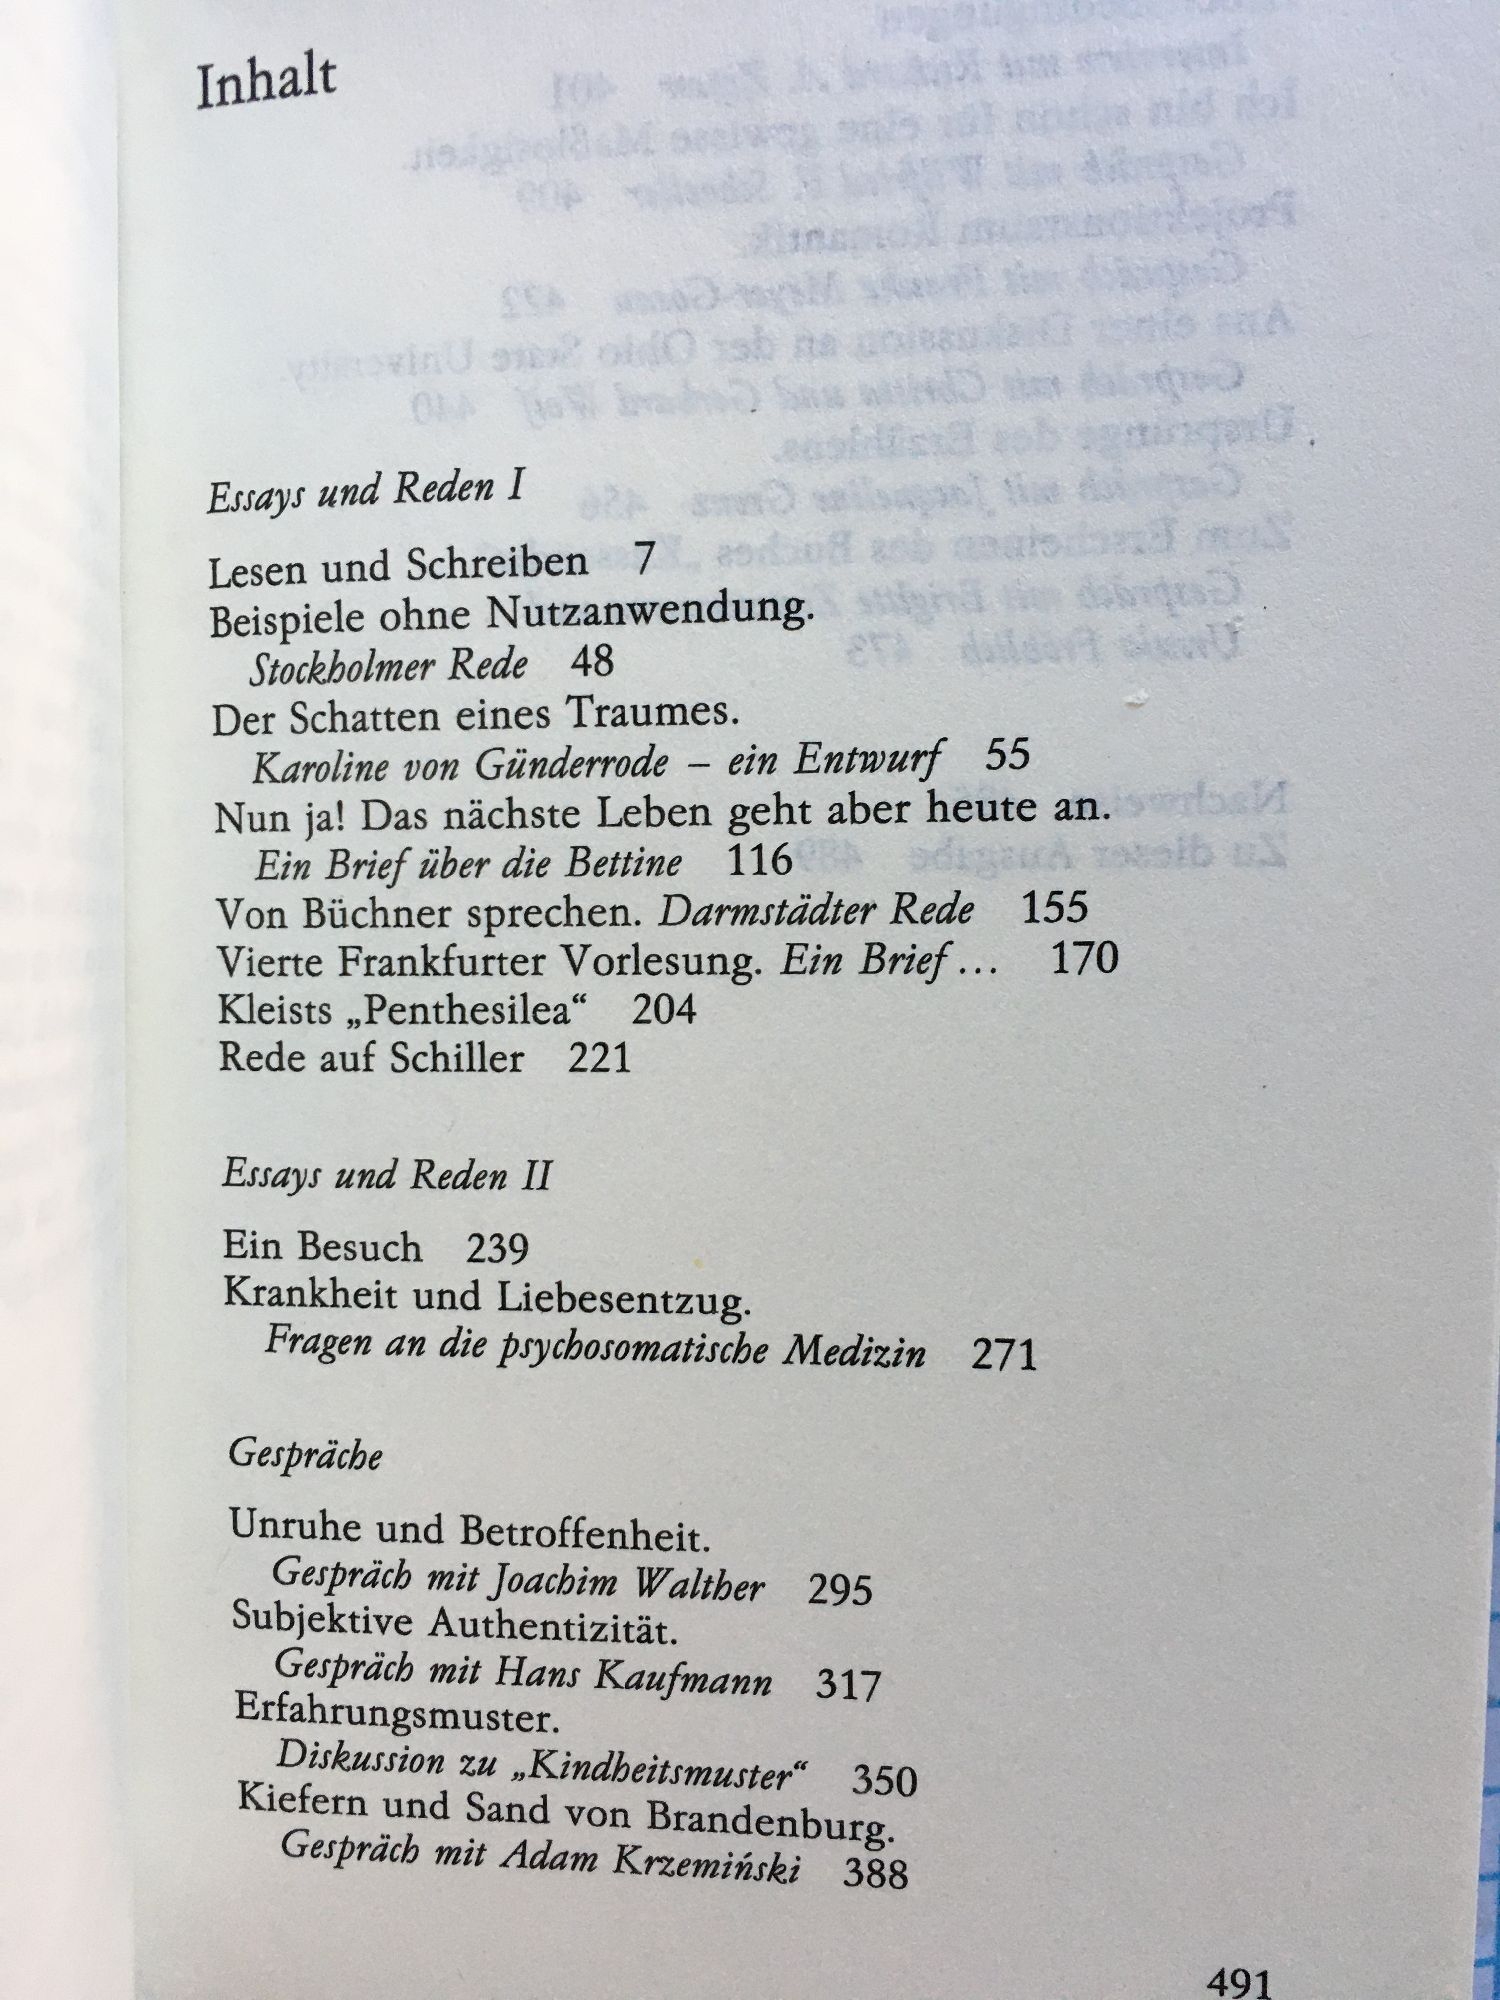 Inhalt
Essays und Reden I
Lesen und Schreiben 7
Beispiele ohne Nutzanwendung.
Stockholmer Rede 48
Der Schatten eines Traumes.
Karoline von Günderrode – ein Entwurf 55
Nun ja! Das nächste Leben geht aber heute an.
Ein Brief über die Bettine 116
Von Büchner sprechen. Darmstädter Rede 155
Vierte Frankfurter Vorlesung. Ein Brief ... 170
Kleists „Penthesilea“ 204
Rede auf Schiller 221
Essays und Reden II
Ein Besuch 239
Krankheit und Liebesentzug.
Fragen an die psychosomatische Medizin 271
Gespräche
Unruhe und Betroffenheit.
Gespräch mit Joachim Walther 295
Subjektive Authentizität.
Gespräch mit Hans Kaufmann 317
Erfahrungsmuster.
Diskussion zu „Kindheitsmuster“ 350
Kiefern und Sand von Brandenburg.
Gespräch mit Adam Krzemiński 388
491